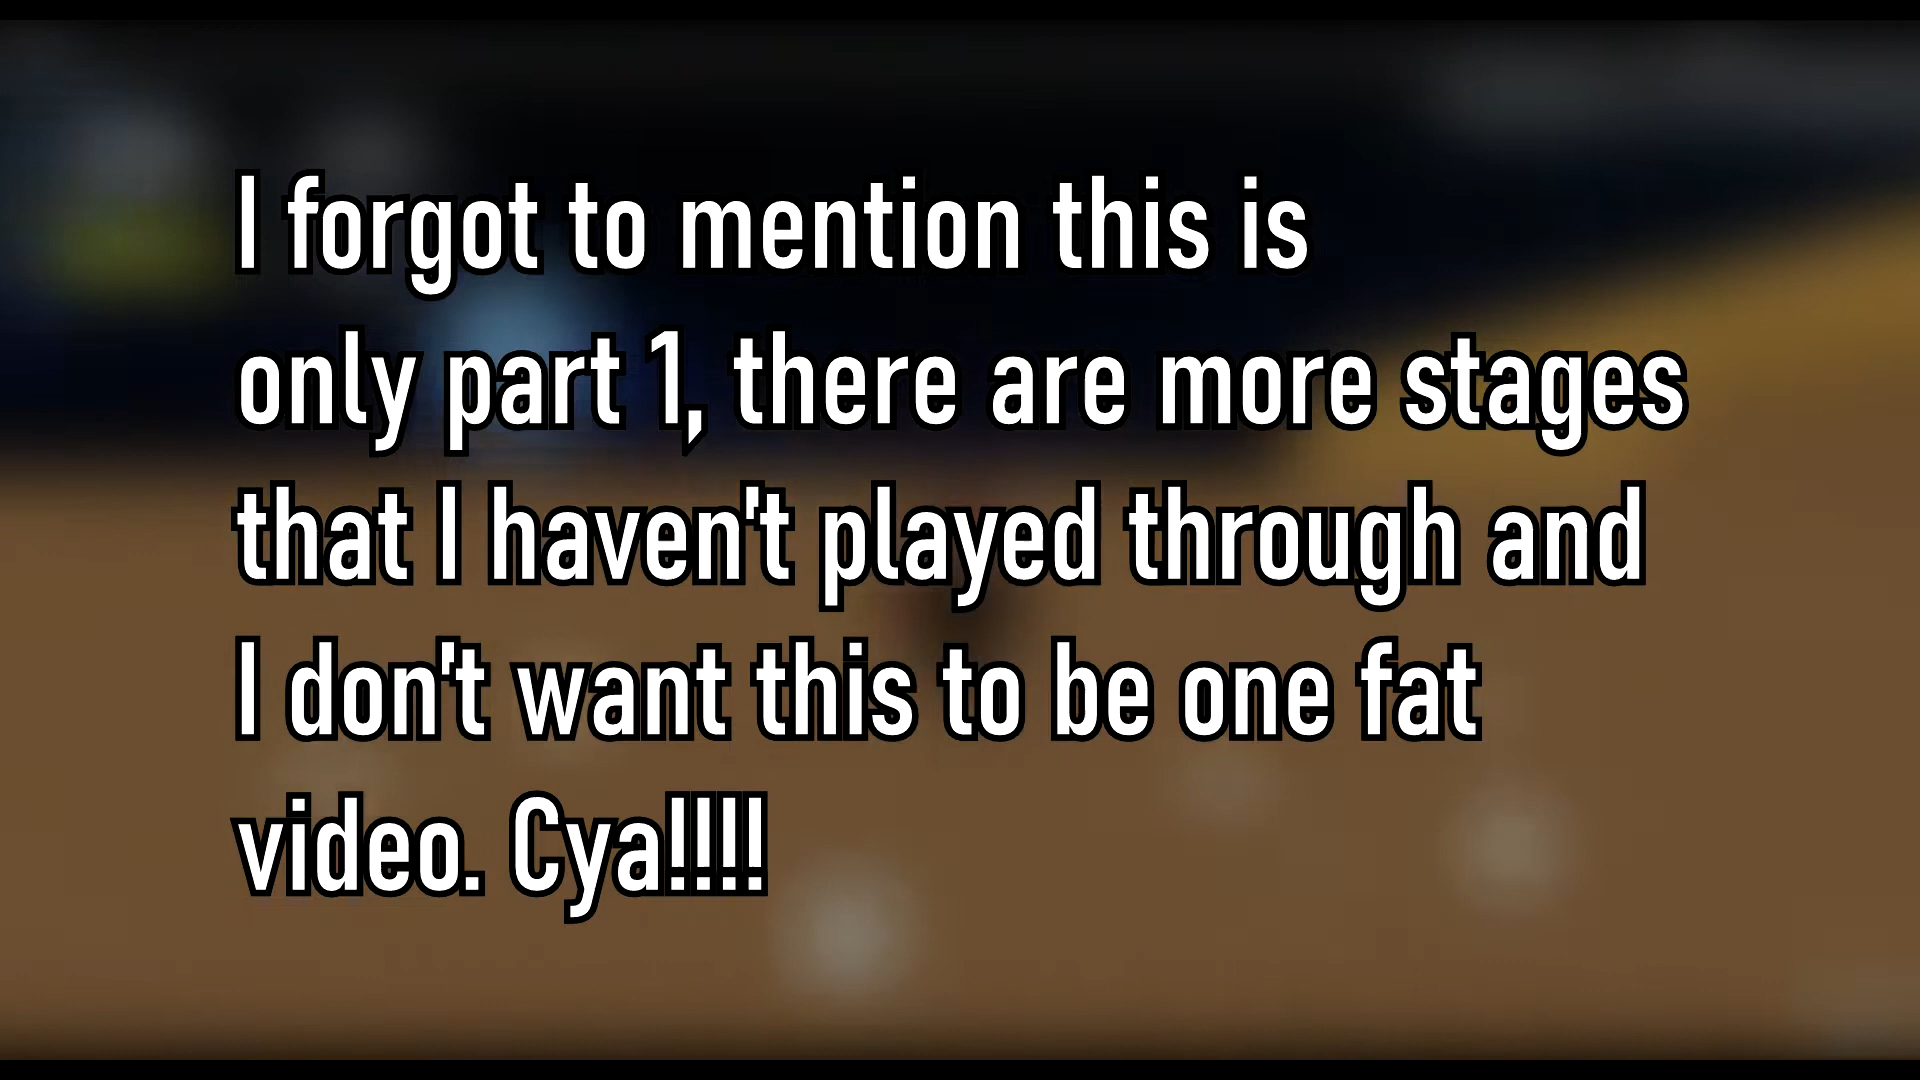 I forgot to mention this is
only part 1, there are more stages
that I haven't played through and
I don't want this to be one fat
video. Cya!!!!